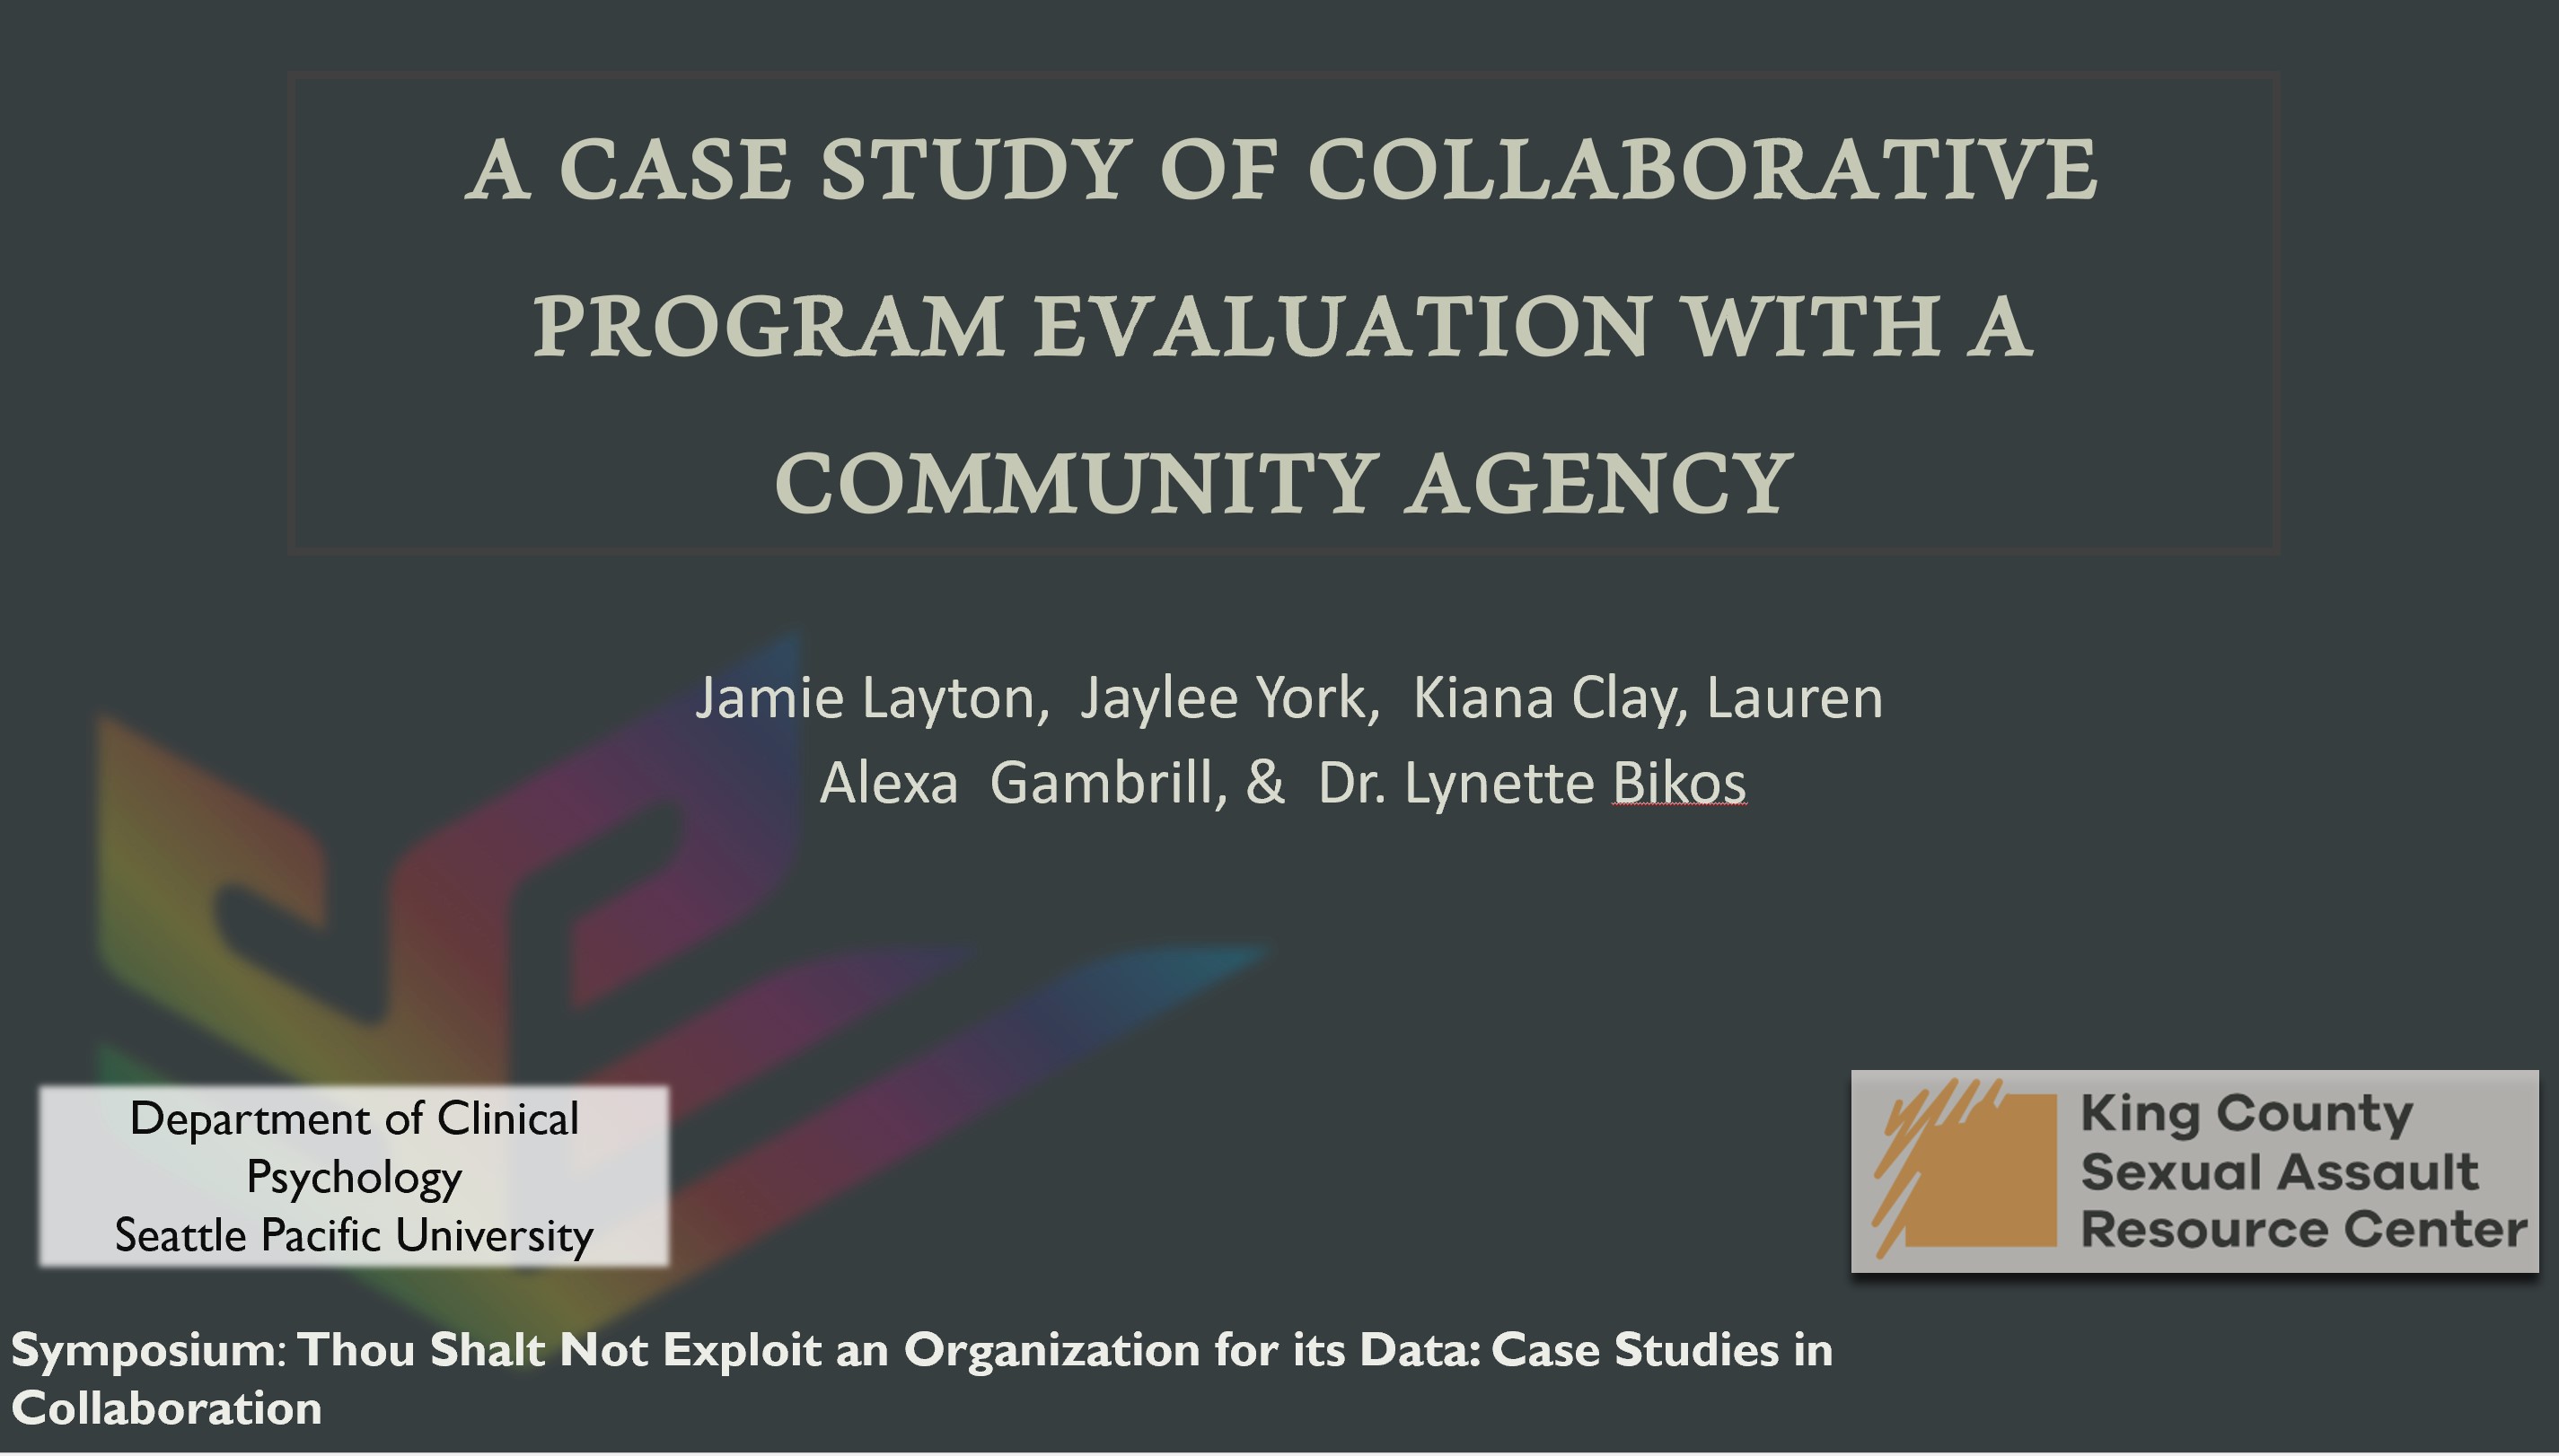 A CASE STUDY OF COLLABORATIVE
PROGRAM EVALUATION WITH A
COMMUNITY AGENCY
Jamie Layton, Jaylee York, Kiana Clay, Lauren
Alexa Gambrill, & Dr. Lynette Bikos
Department of Clinical
Psychology
Seattle Pacific University
King County
Sexual Assault
Resource Center
Symposium: Thou Shalt Not Exploit an Organization for its Data: Case Studies in
Collaboration